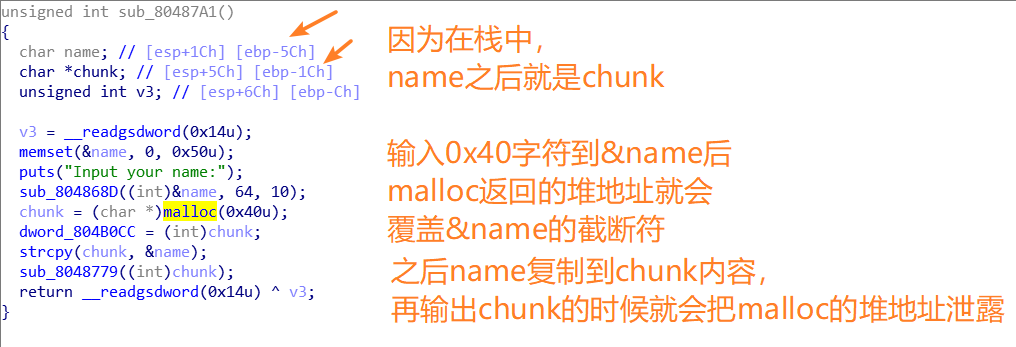 unsigned int sub_80487A1()
{
char name; // [esp+1Ch] [ebp-5Ch]
char *chunk; // [esp+5Ch] [ebp-1Ch]
unsigned int v3; // [esp+6Ch] [ebp-Ch]
v3 = __readgsdword(0x14u);
memset(&name, 0, 0x50u);
puts("Input your name:");
sub_804868D((int)&name, 64, 10);
chunk = (char *)malloc(0x40u);
dword_804B0CC = (int)chunk;
strcpy(chunk, &name);
sub_8048779((int)chunk);
return __readgsdword(0x14u) ^ v3;
}
因为在栈中，
name之后就是chunk
输入0x40字符到&name后
malloc返回的堆地址就会
覆盖&name的截断符
之后name复制到chunk内容，
再输出chunk的时候就会把malloc的堆地址泄露